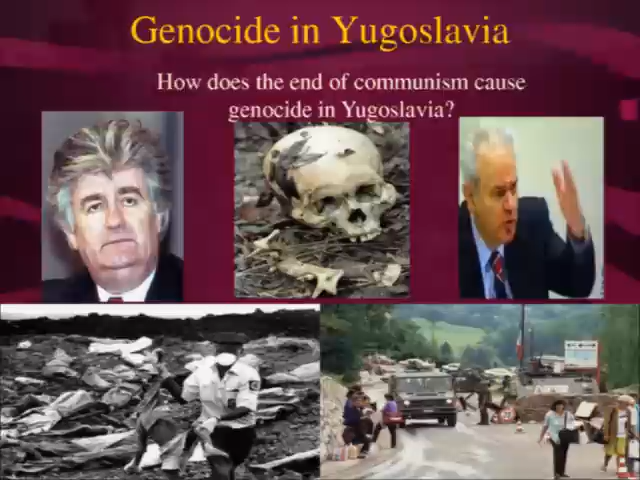 Genocide in Yugoslavia
How does the end of communism cause
genocide in Yugoslavia?